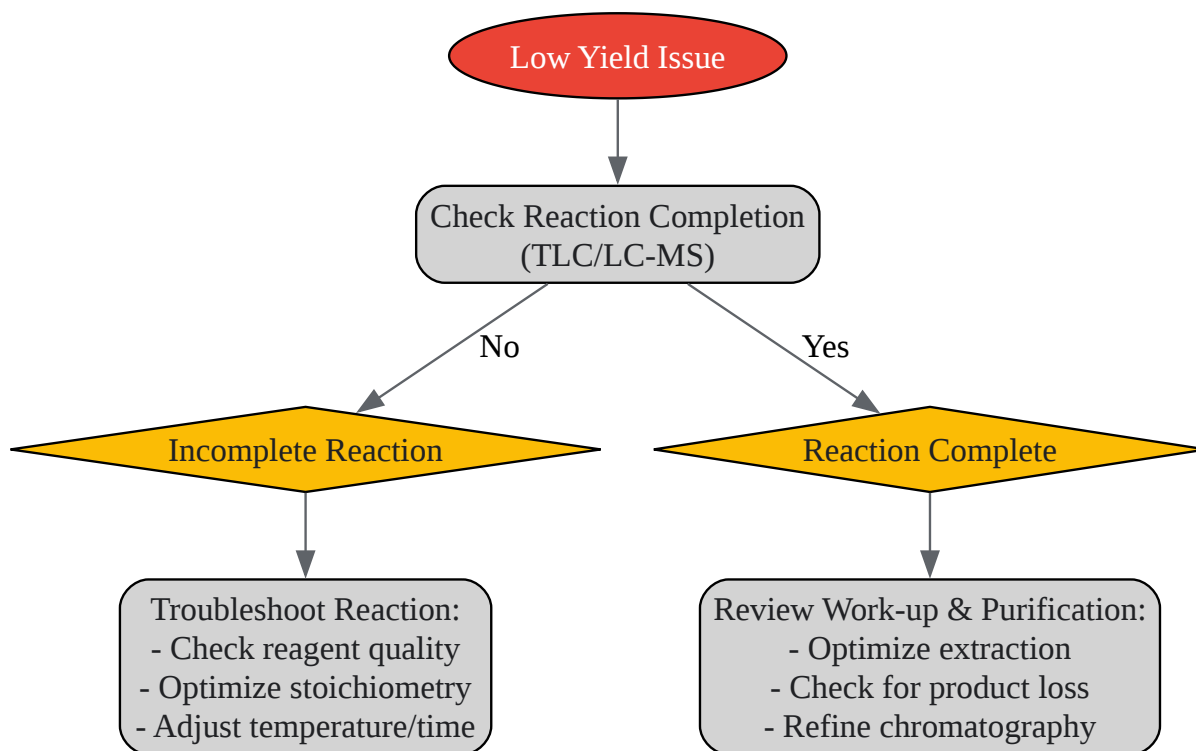 Low Yield Issue
Check Reaction Completion
(TLC/LC-MS)
No
Yes
Incomplete Reaction
Reaction Complete
Troubleshoot Reaction:
- Check reagent quality
- Optimize stoichiometry
- Adjust temperature/time
Review Work-up & Purification:
- Optimize extraction
- Check for product loss
- Refine chromatography